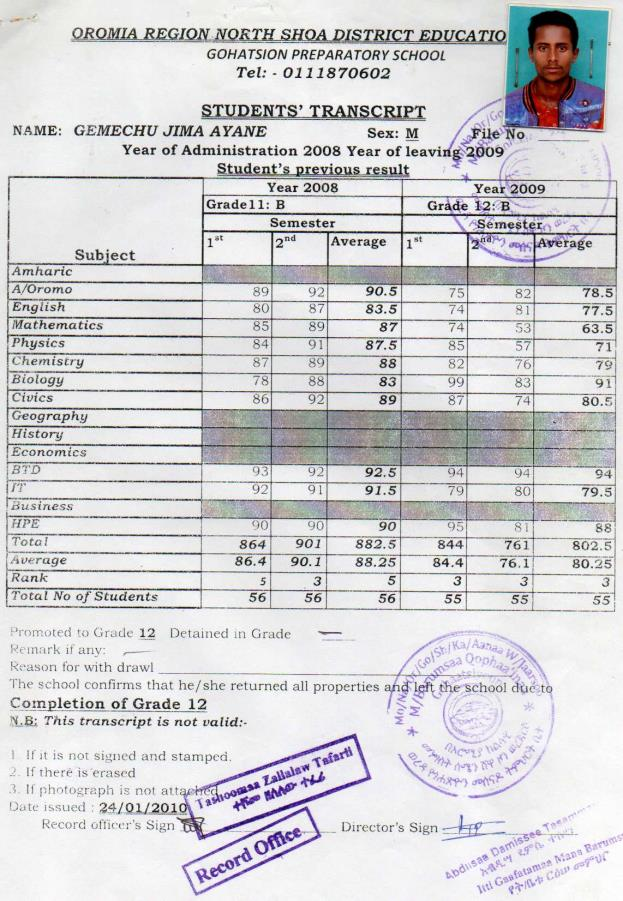 OROMIA REGION NORTH SHOA DISTRICT EDUCATIO
GOHATSION PREPARATORY SCHOOL
Tel: - 0111870602
STUDENTS' TRANSCRIPT
NAME: GEMECHU JIMA AYANE Sex: M File No
Year of Administration 2008 Year of leaving 2009
Student's previous result
Subject Year 2008 Year 2009
Grade11: B Grade 12: B
Semester Semester
1st 2nd Average 1st 2nd Average
Amharic
A/Oromo 89 92 90.5 75 82 78.5
English 80 87 83.5 74 81 77.5
Mathematics 85 89 87 74 53 63.5
Physics 84 91 87.5 85 57 71
Chemistry 87 89 88 82 76 79
Biology 78 88 83 99 83 91
Civics 86 92 89 87 74 80.5
Geography
History
Economics
BTD 93 92 92.5 94 94 94
IT 92 91 91.5 79 80 79.5
Business
HPE 90 90 90 95 81 88
Total 864 901 882.5 844 761 802.5
Average 86.4 90.1 88.25 84.4 76.1 80.25
Rank 5 3 5 3 3 3
Total No of Students 56 56 56 55 55 55
Promoted to Grade 12 Detained in Grade
Remark if any:
Reason for with drawl
The school confirms that he/she returned all properties and left the school due to
Completion of Grade 12
N.B: This transcript is not valid:-
1. If it is not signed and stamped.
2. If there is erased
3. If photograph is not attached
Date issued : 24/01/2010
Record officer's Sign Director's Sign
Tashoomaa Zallalaw Tafarii
Record Office
Abdiisaa Damissee
Itti Gaafatamaa Mana Barums